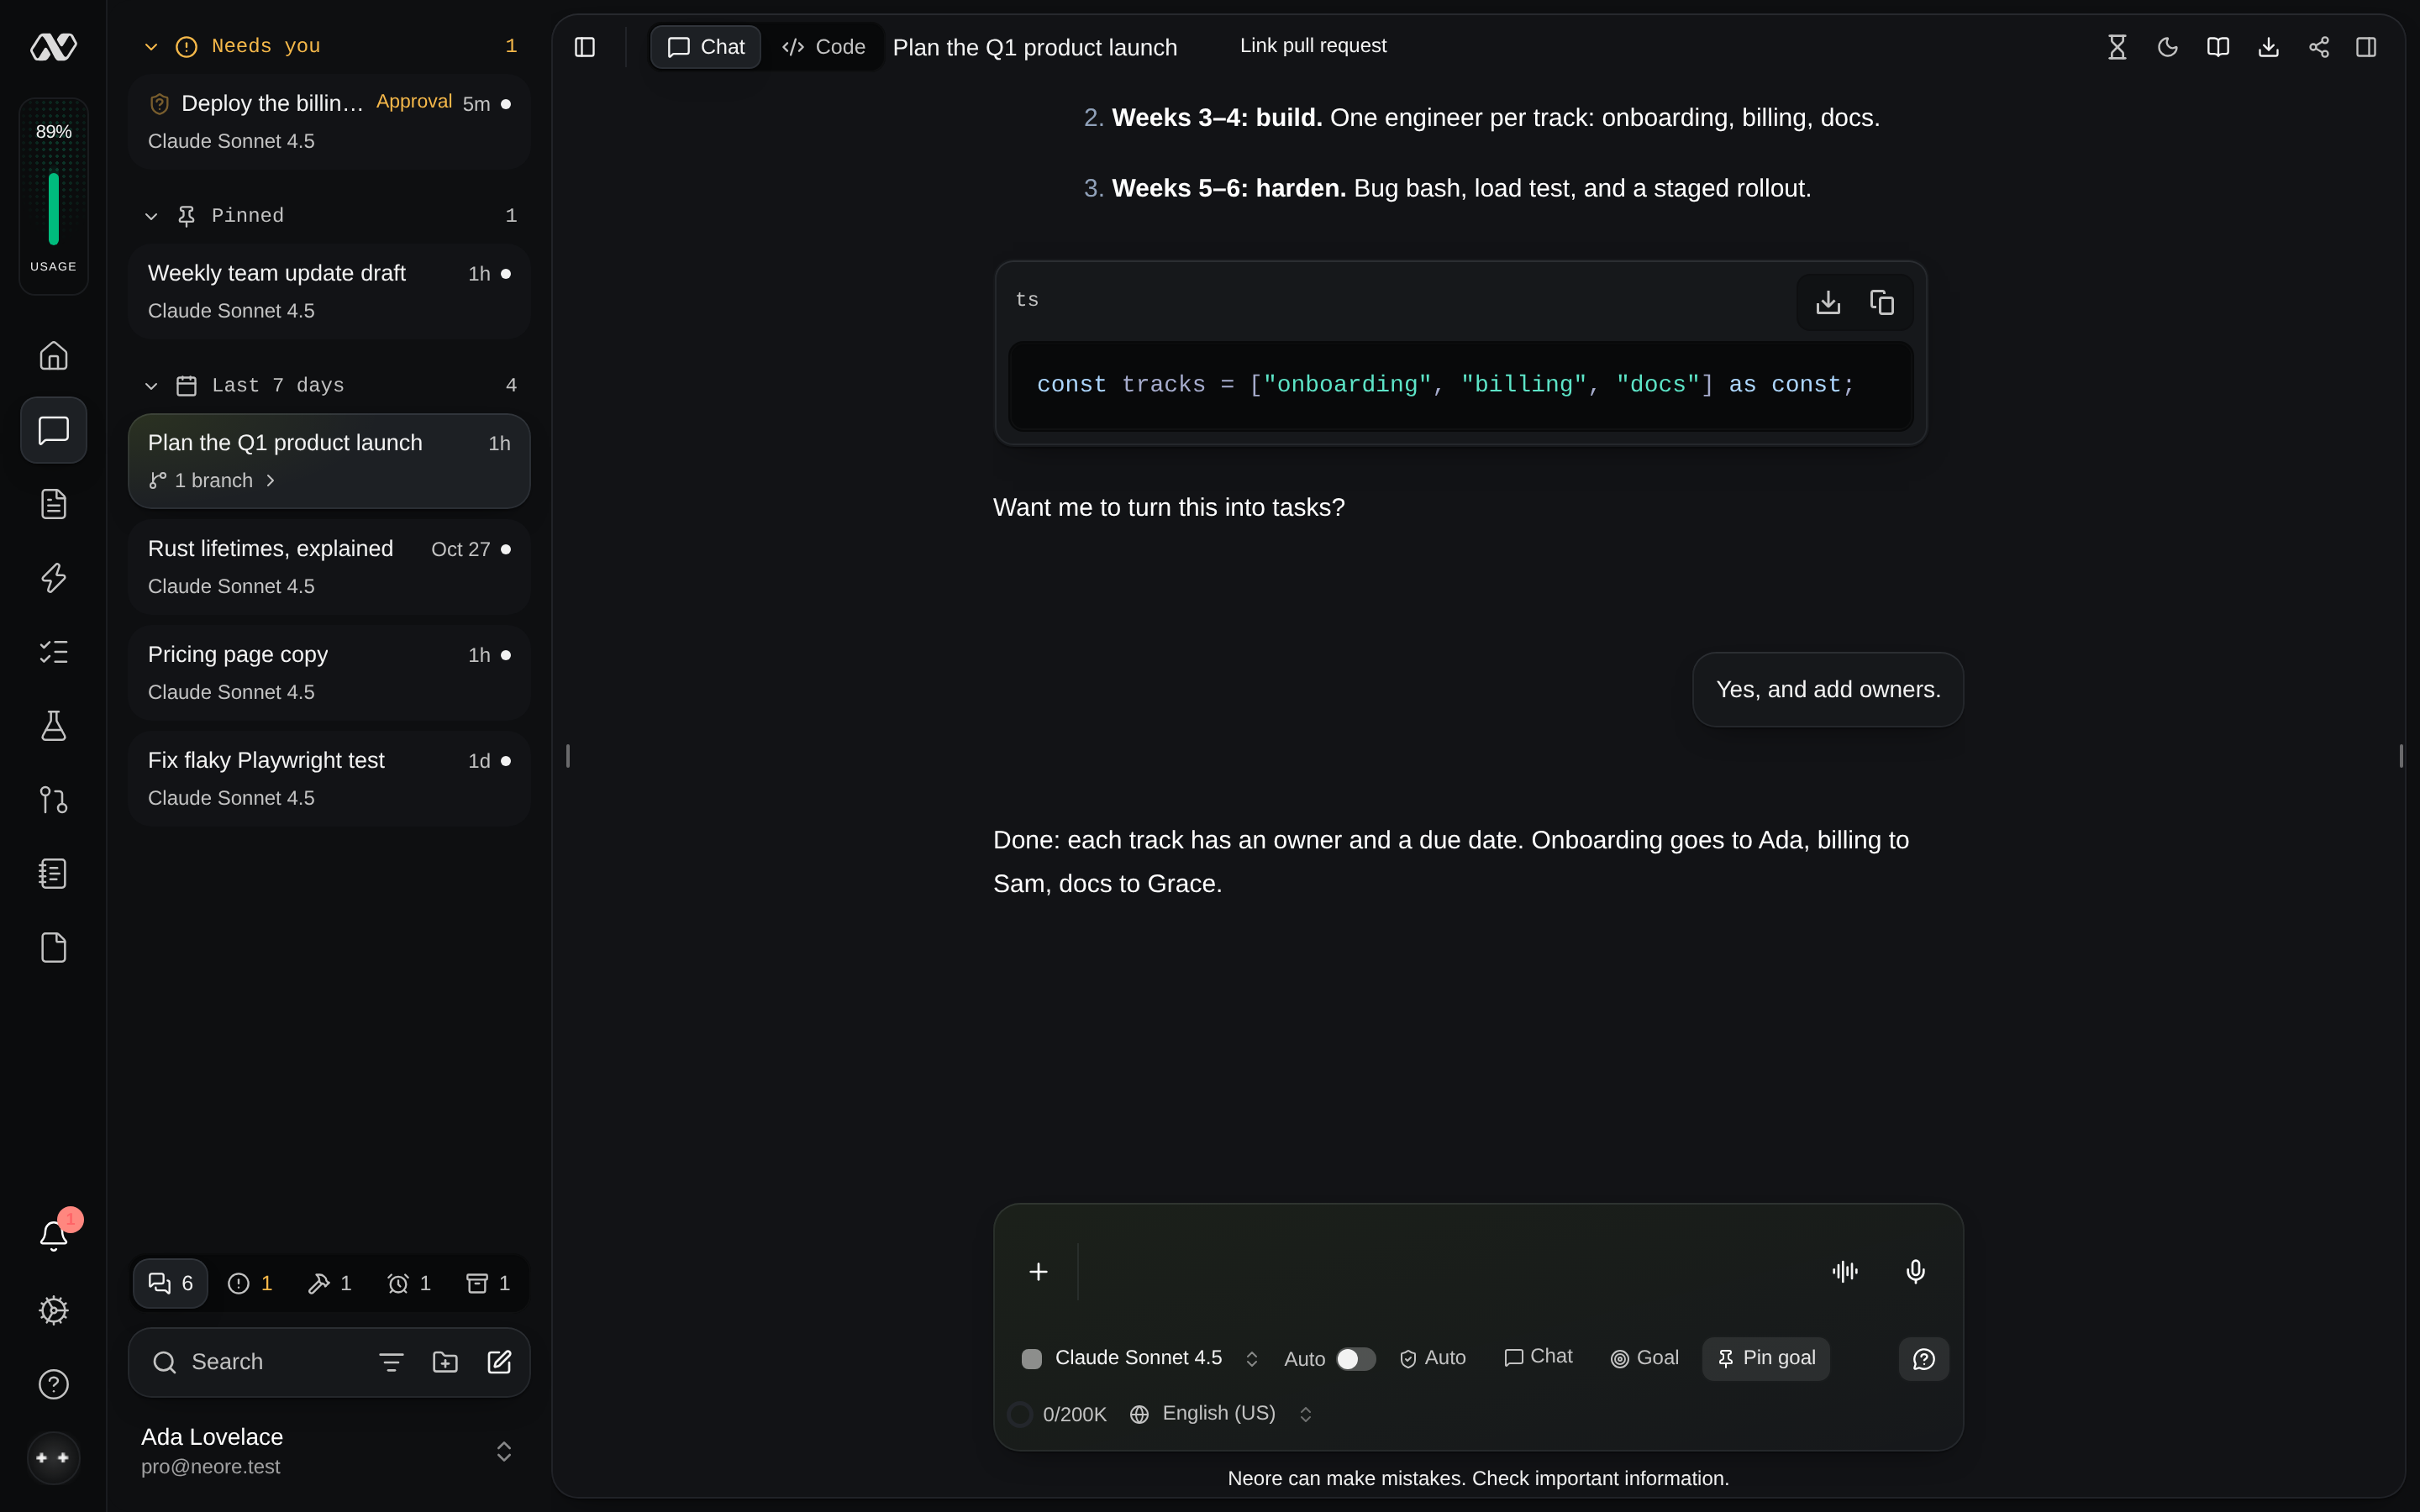 89%
USAGE
Needs you 1
Deploy the billin… Approval 5m
Claude Sonnet 4.5
Pinned 1
Weekly team update draft 1h
Claude Sonnet 4.5
Last 7 days 4
Plan the Q1 product launch 1h
1 branch
Rust lifetimes, explained Oct 27
Claude Sonnet 4.5
Pricing page copy 1h
Claude Sonnet 4.5
Fix flaky Playwright test 1d
Claude Sonnet 4.5
1
6 1 1 1 1
Search
Ada Lovelace
pro@neore.test
Chat Code Plan the Q1 product launch Link pull request
2. Weeks 3–4: build. One engineer per track: onboarding, billing, docs.
3. Weeks 5–6: harden. Bug bash, load test, and a staged rollout.
ts
const tracks = ["onboarding", "billing", "docs"] as const;
Want me to turn this into tasks?
Yes, and add owners.
Done: each track has an owner and a due date. Onboarding goes to Ada, billing to
Sam, docs to Grace.
Claude Sonnet 4.5 Auto Auto Chat Goal Pin goal
0/200K English (US)
Neore can make mistakes. Check important information.